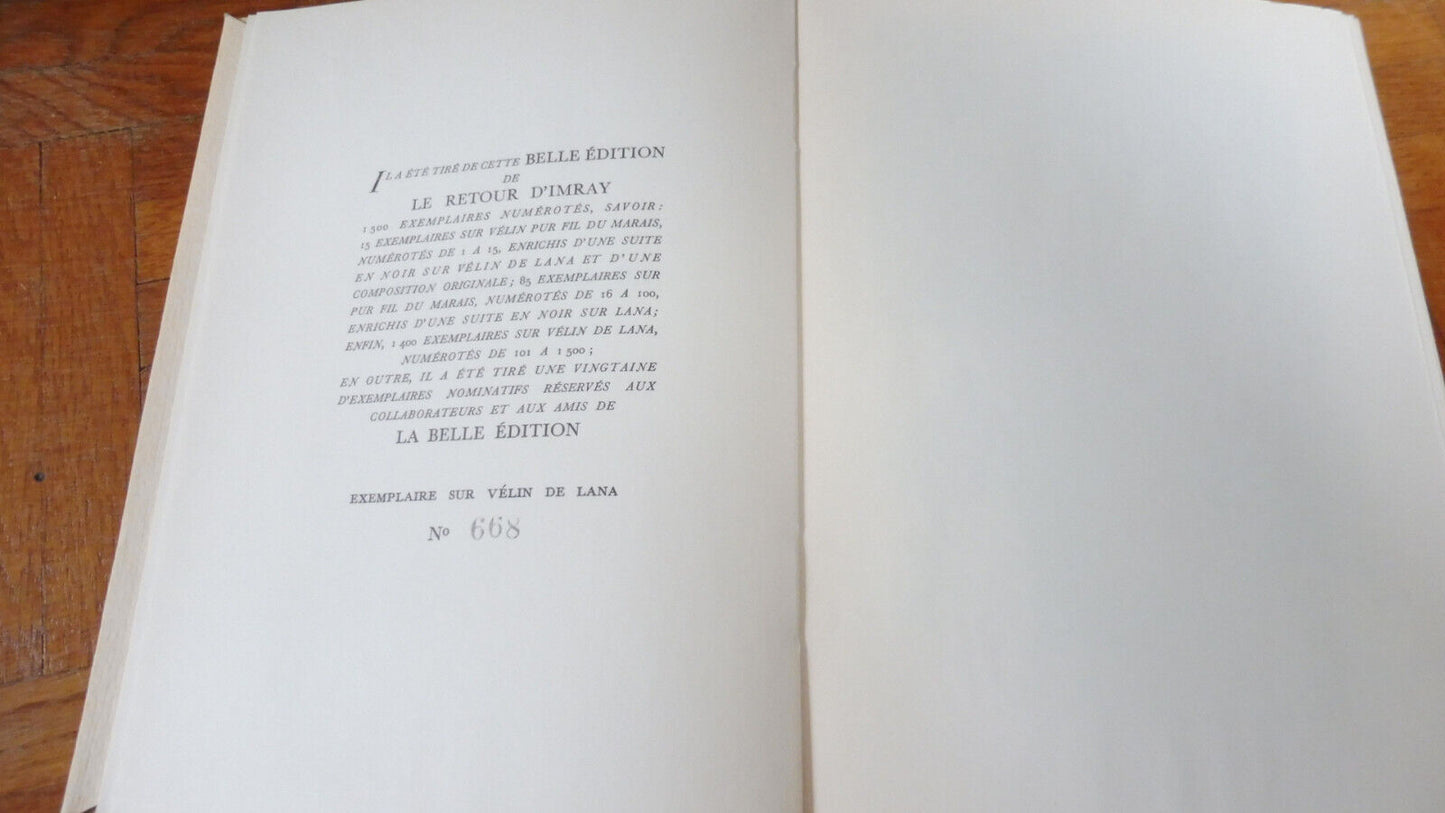 IL A ÉTÉ TIRÉ DE CETTE BELLE ÉDITION
DE
LE RETOUR D'IMRAY
1 500 EXEMPLAIRES NUMÉROTÉS, SAVOIR :
15 EXEMPLAIRES SUR VÉLIN PUR FIL DU MARAIS,
NUMÉROTÉS DE 1 A 15, ENRICHIS D'UNE SUITE
EN NOIR SUR VÉLIN DE LANA ET D'UNE
COMPOSITION ORIGINALE ; 85 EXEMPLAIRES SUR
PUR FIL DU MARAIS, NUMÉROTÉS DE 16 A 100,
ENRICHIS D'UNE SUITE EN NOIR SUR LANA ;
ENFIN, 1 400 EXEMPLAIRES SUR VÉLIN DE LANA,
NUMÉROTÉS DE 101 A 1 500 ;
EN OUTRE, IL A ÉTÉ TIRÉ UNE VINGTAINE
D'EXEMPLAIRES NOMINATIFS RÉSERVÉS AUX
COLLABORATEURS ET AUX AMIS DE
LA BELLE ÉDITION
EXEMPLAIRE SUR VÉLIN DE LANA
Nº 668